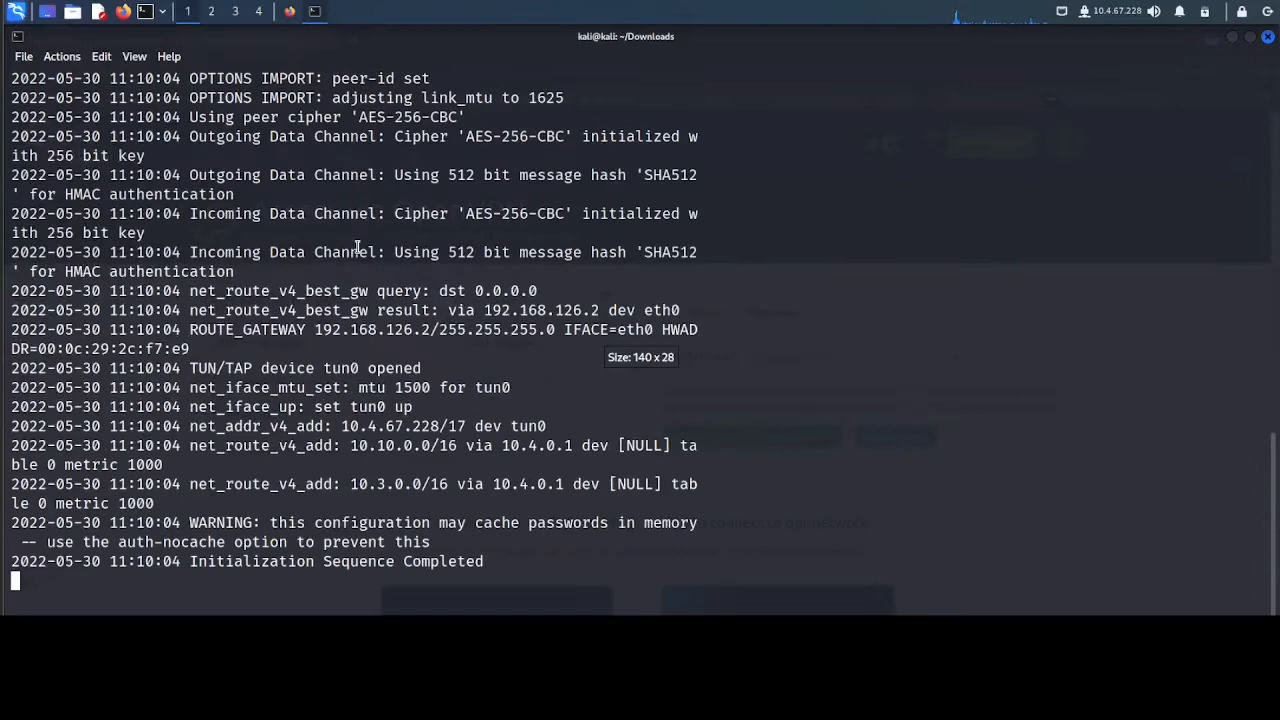 1 2 3 4
10.4.67.228
kali@kali: ~/Downloads
File Actions Edit View Help
2022-05-30 11:10:04 OPTIONS IMPORT: peer-id set
2022-05-30 11:10:04 OPTIONS IMPORT: adjusting link_mtu to 1625
2022-05-30 11:10:04 Using peer cipher 'AES-256-CBC'
2022-05-30 11:10:04 Outgoing Data Channel: Cipher 'AES-256-CBC' initialized w
ith 256 bit key
2022-05-30 11:10:04 Outgoing Data Channel: Using 512 bit message hash 'SHA512
' for HMAC authentication
2022-05-30 11:10:04 Incoming Data Channel: Cipher 'AES-256-CBC' initialized w
ith 256 bit key
2022-05-30 11:10:04 Incoming Data Channel: Using 512 bit message hash 'SHA512
' for HMAC authentication
2022-05-30 11:10:04 net_route_v4_best_gw query: dst 0.0.0.0
2022-05-30 11:10:04 net_route_v4_best_gw result: via 192.168.126.2 dev eth0
2022-05-30 11:10:04 ROUTE_GATEWAY 192.168.126.2/255.255.255.0 IFACE=eth0 HWAD
DR=00:0c:29:2c:f7:e9
Size: 140 x 28
2022-05-30 11:10:04 TUN/TAP device tun0 opened
2022-05-30 11:10:04 net_iface_mtu_set: mtu 1500 for tun0
2022-05-30 11:10:04 net_iface_up: set tun0 up
2022-05-30 11:10:04 net_addr_v4_add: 10.4.67.228/17 dev tun0
2022-05-30 11:10:04 net_route_v4_add: 10.10.0.0/16 via 10.4.0.1 dev [NULL] ta
ble 0 metric 1000
2022-05-30 11:10:04 net_route_v4_add: 10.3.0.0/16 via 10.4.0.1 dev [NULL] tab
le 0 metric 1000
2022-05-30 11:10:04 WARNING: this configuration may cache passwords in memory
-- use the auth-nocache option to prevent this
2022-05-30 11:10:04 Initialization Sequence Completed